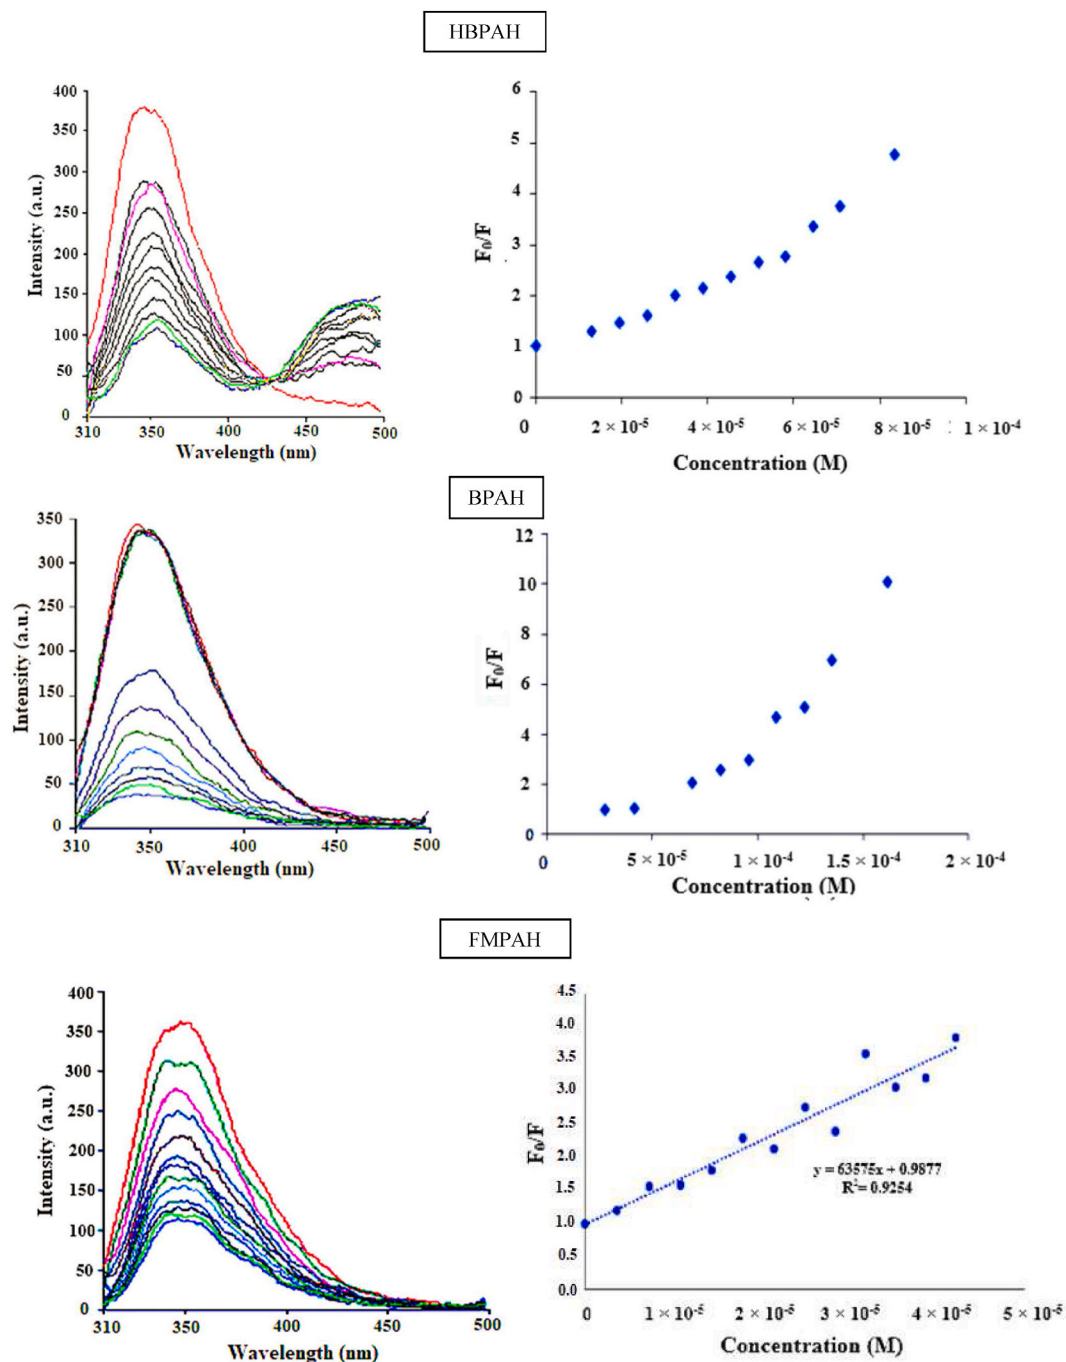 HBPAH
400
350
300
250
200
150
100
50
0
310
350
400
450
500
Intensity (a.u.)
Wavelength (nm)
6
5
4
3
2
1
0
0
2 × 10⁻⁵
4 × 10⁻⁵
6 × 10⁻⁵
8 × 10⁻⁵
1 × 10⁻⁴
F₀/F
Concentration (M)
BPAH
350
300
250
200
150
100
50
0
310
350
400
450
500
Intensity (a.u.)
Wavelength (nm)
12
10
8
6
4
2
0
0
5 × 10⁻⁵
1 × 10⁻⁴
1.5 × 10⁻⁴
2 × 10⁻⁴
F₀/F
Concentration (M)
FMPAH
400
350
300
250
200
150
100
50
0
310
350
400
450
500
Intensity (a.u.)
Wavelength (nm)
4.5
4.0
3.5
3.0
2.5
2.0
1.5
1.0
0.5
0.0
0
1 × 10⁻⁵
2 × 10⁻⁵
3 × 10⁻⁵
4 × 10⁻⁵
5 × 10⁻⁵
F₀/F
y = 63575x + 0.9877
R² = 0.9254
Concentration (M)